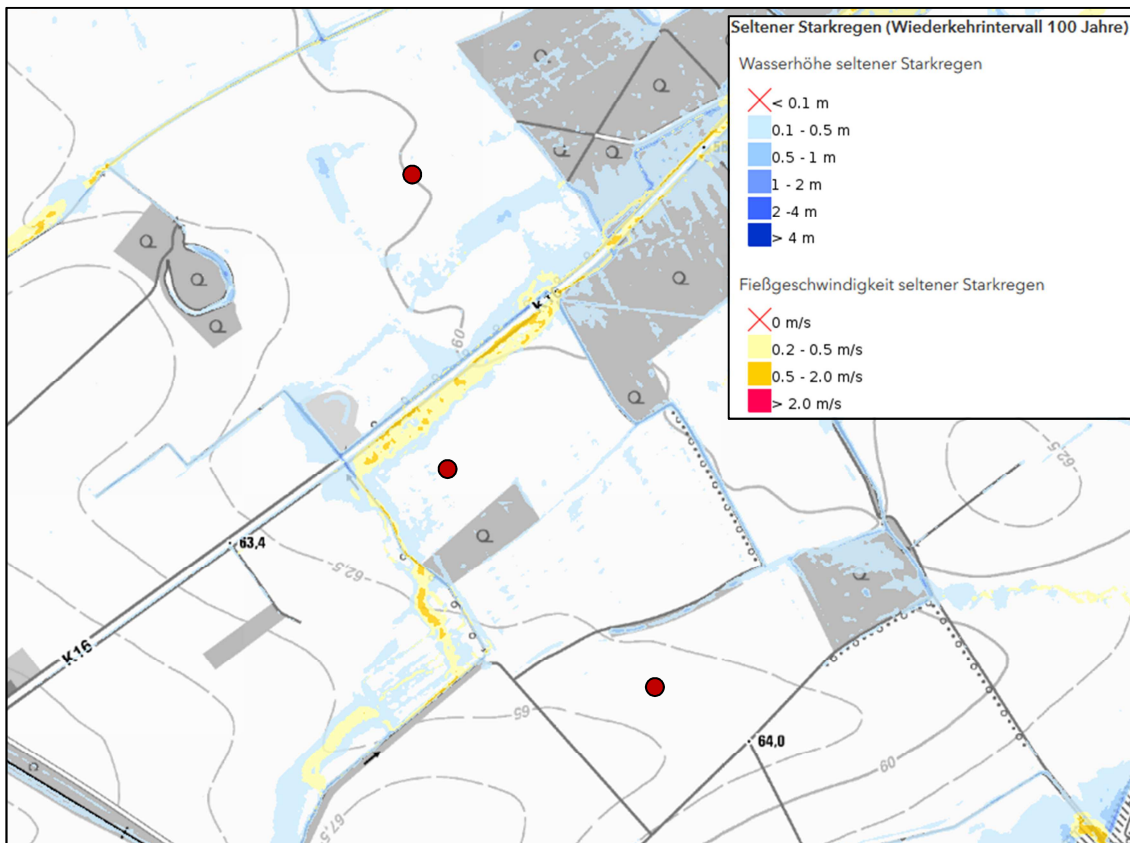 Seltener Starkregen (Wiederkehrintervall 100 Jahre)
Wasserhöhe seltener Starkregen
< 0.1 m
0.1 - 0.5 m
0.5 - 1 m
1 - 2 m
2 -4 m
> 4 m
Fießgeschwindigkeit seltener Starkregen
0 m/s
0.2 - 0.5 m/s
0.5 - 2.0 m/s
> 2.0 m/s
60
62,5
63,4
62,5
K16
65
64,0
60
67,5